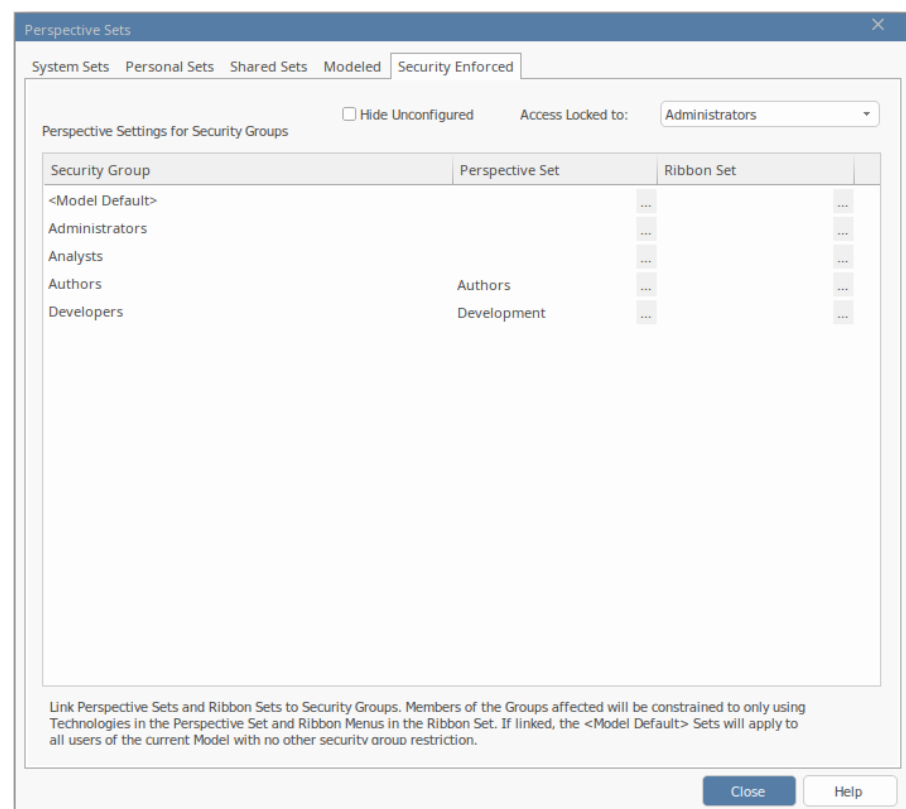 Perspective Sets
System Sets Personal Sets Shared Sets Modeled Security Enforced
Hide Unconfigured Access Locked to: Administrators
Perspective Settings for Security Groups
Security Group Perspective Set Ribbon Set
<Model Default> ... ...
Administrators ... ...
Analysts ... ...
Authors Authors ... ...
Developers Development ... ...
Link Perspective Sets and Ribbon Sets to Security Groups. Members of the Groups affected will be constrained to only using
Technologies in the Perspective Set and Ribbon Menus in the Ribbon Set. If linked, the <Model Default> Sets will apply to
all users of the current Model with no other security group restriction.
Close Help